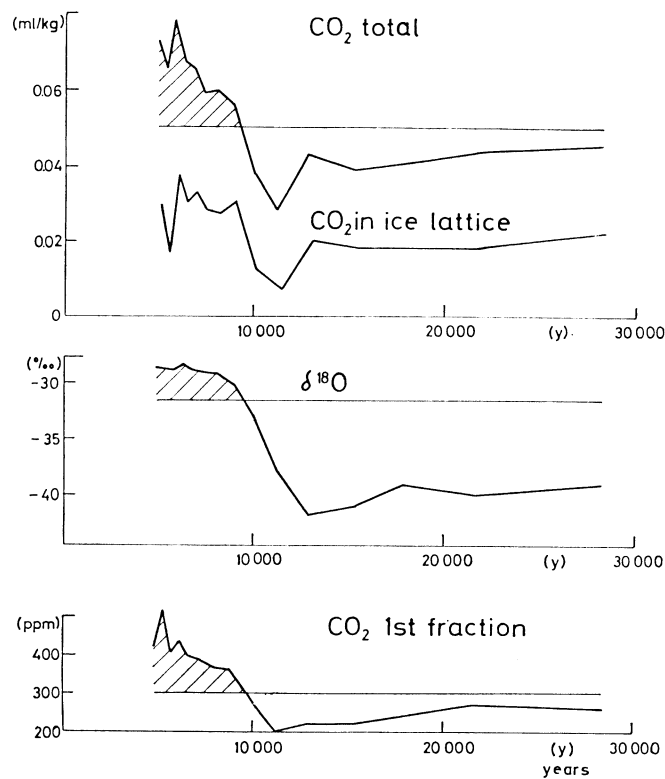 (ml/kg)
CO₂ total
0.06
0.04
CO₂ in ice lattice
0.02
0
10 000
20 000
(y).
30 000
(°/₀₀)
δ ¹⁸O
-30
-35
-40
10 000
20 000
(y)
30 000
(ppm)
CO₂ 1st fraction
400
300
200
10 000
20 000
(y)
30 000
years